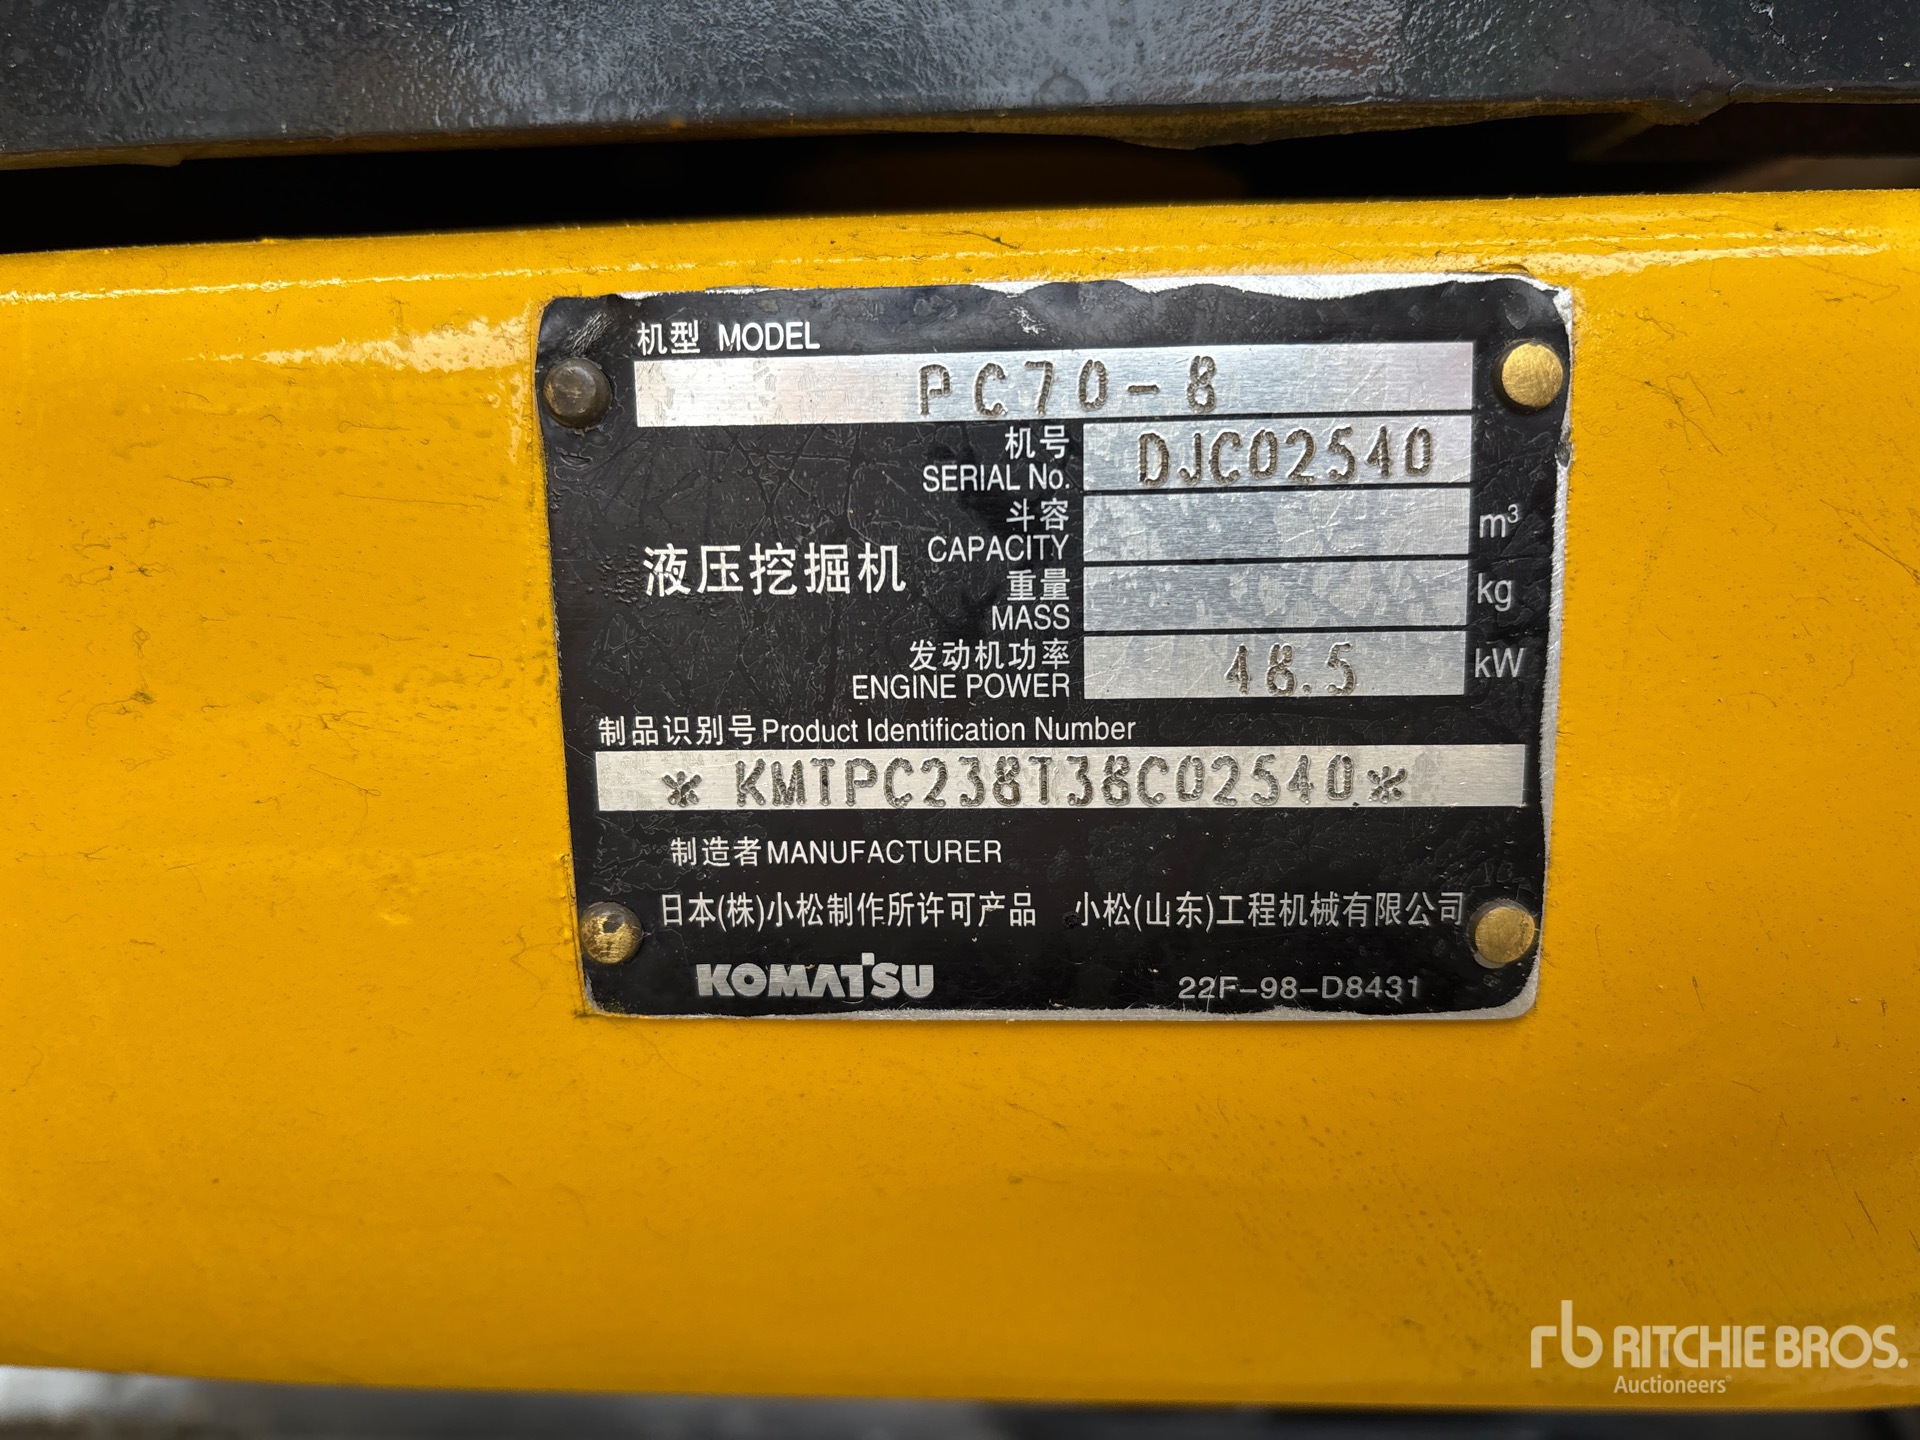 机型 MODEL
PC70-8
机号
SERIAL No.
DJC02540
斗容
CAPACITY
m³
液压挖掘机
重量
MASS
kg
发动机功率
ENGINE POWER
48.5
kW
制品识别号 Product Identification Number
* KMTPC238T38C02540 *
制造者 MANUFACTURER
日本(株)小松制作所许可产品 小松(山东)工程机械有限公司
KOMATSU
22F-98-D8431
rb RITCHIE BROS.
Auctioneers